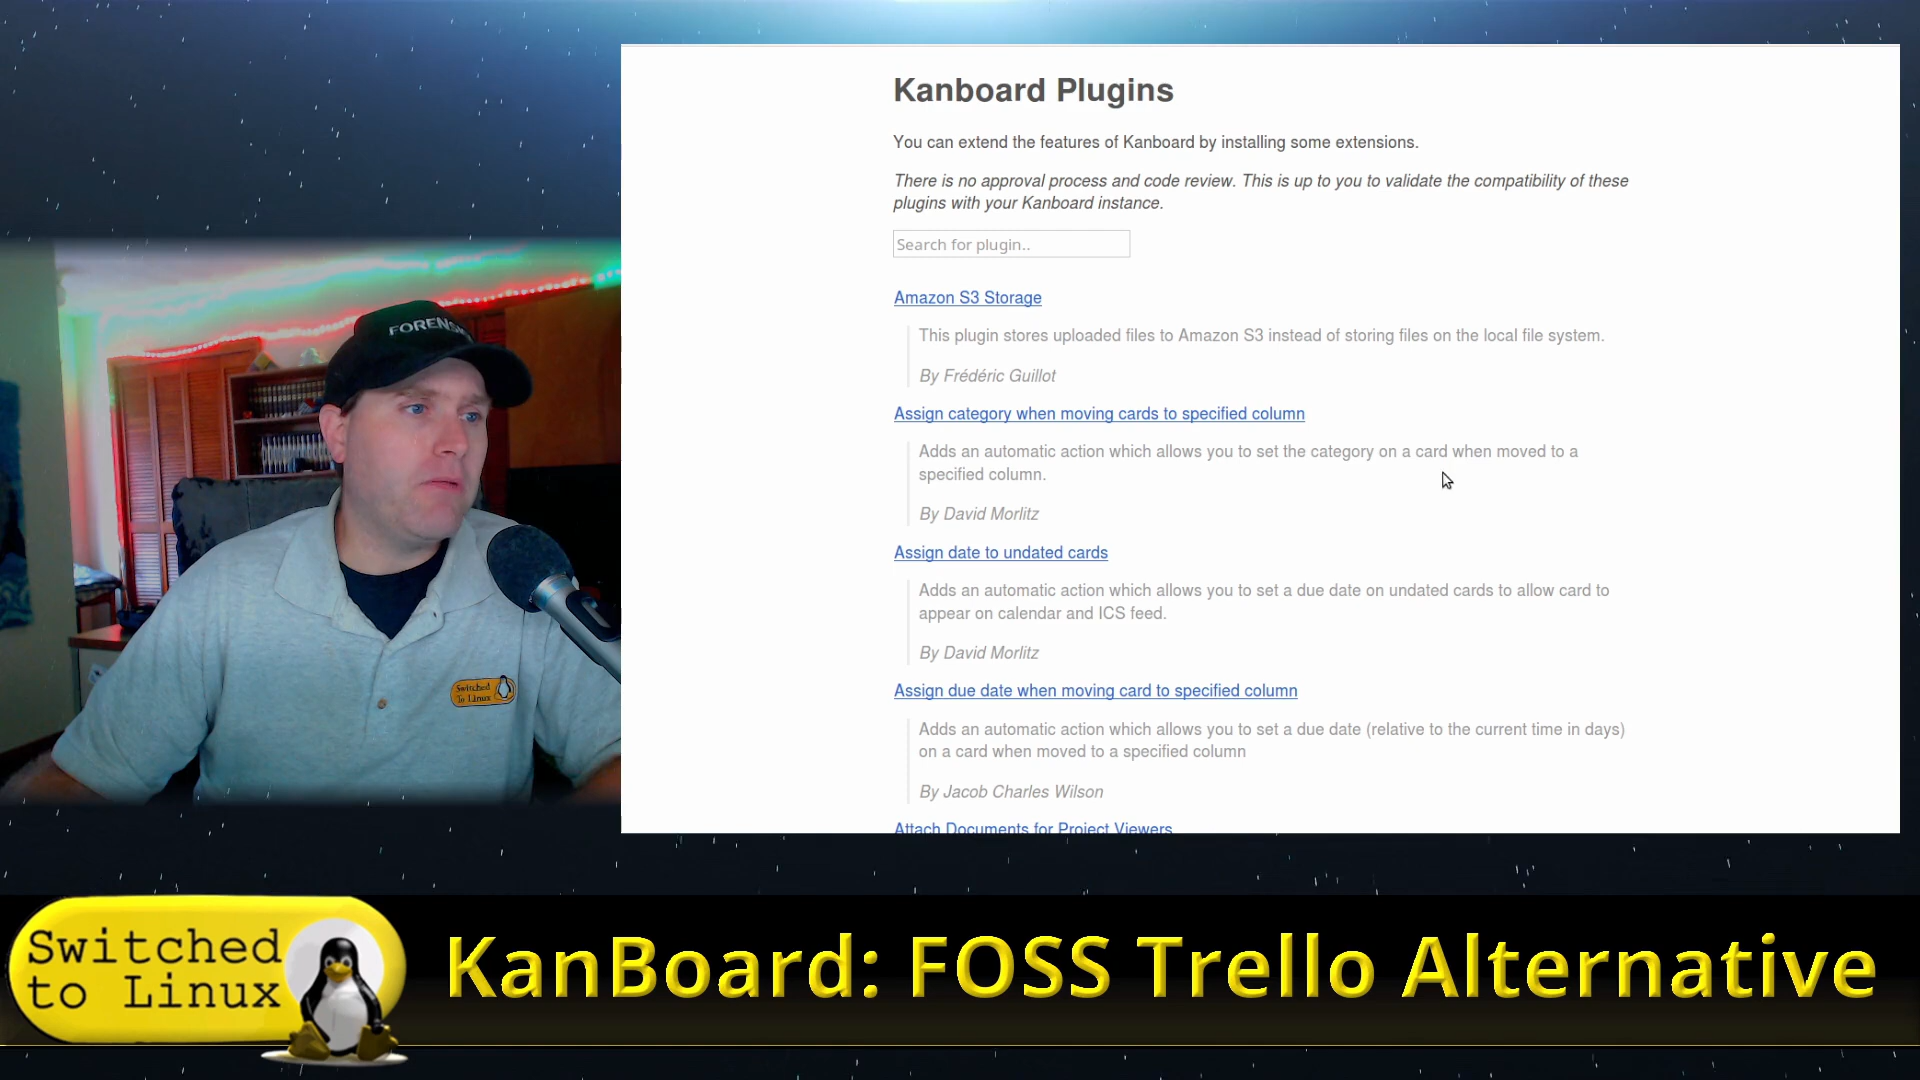 Kanboard Plugins
You can extend the features of Kanboard by installing some extensions.
There is no approval process and code review. This is up to you to validate the compatibility of these
plugins with your Kanboard instance.
Search for plugin..
Amazon S3 Storage
This plugin stores uploaded files to Amazon S3 instead of storing files on the local file system.
By Frédéric Guillot
Assign category when moving cards to specified column
Adds an automatic action which allows you to set the category on a card when moved to a
specified column.
By David Morlitz
Assign date to undated cards
Adds an automatic action which allows you to set a due date on undated cards to allow card to
appear on calendar and ICS feed.
By David Morlitz
Assign due date when moving card to specified column
Adds an automatic action which allows you to set a due date (relative to the current time in days)
on a card when moved to a specified column
By Jacob Charles Wilson
Attach Documents for Project Viewers
Switched
to Linux
Switched
to Linux
KanBoard: FOSS Trello Alternative